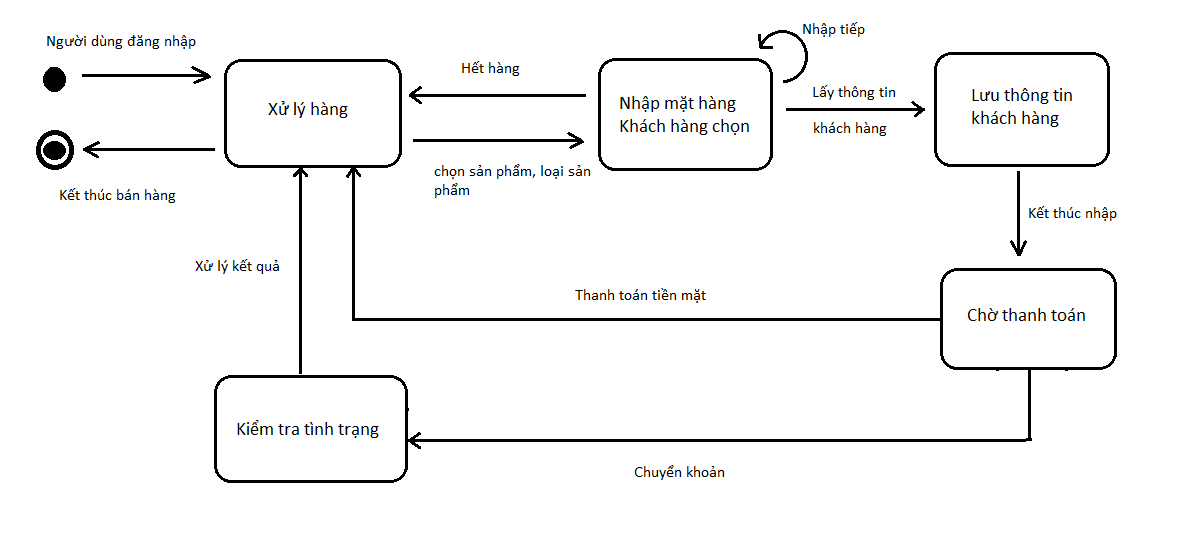 Người dùng đăng nhập
Xử lý hàng
Kết thúc bán hàng
Hết hàng
chọn sản phẩm, loại sản
phẩm
Nhập mặt hàng
Khách hàng chọn
Nhập tiếp
Lấy thông tin
khách hàng
Lưu thông tin
khách hàng
Kết thúc nhập
Xử lý kết quả
Thanh toán tiền mặt
Chờ thanh toán
Kiểm tra tình trạng
Chuyển khoản